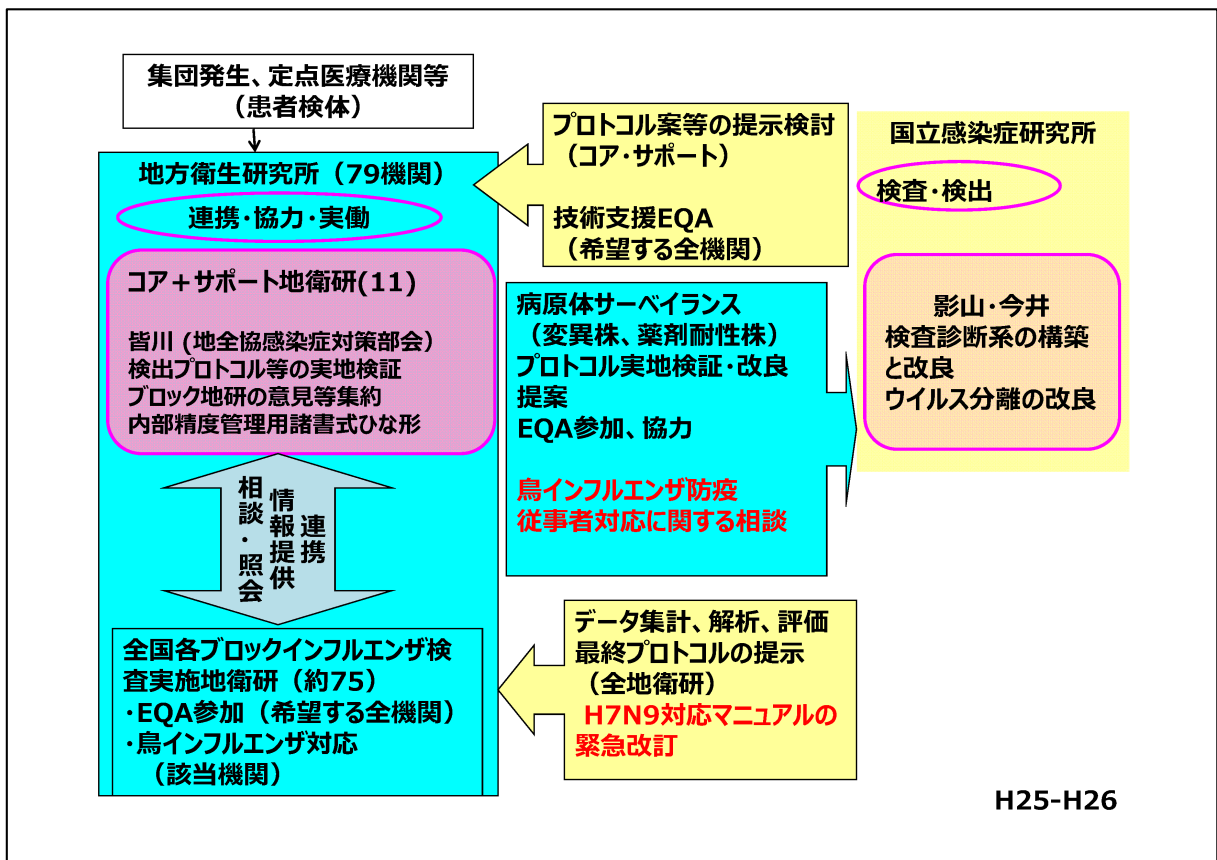 集団発生、定点医療機関等
（患者検体）
地方衛生研究所（79機関）
連携・協力・実働
コア＋サポート地衛研(11)
皆川 (地全協感染症対策部会）
検出プロトコル等の実地検証
ブロック地研の意見等集約
内部精度管理用諸書式ひな形
連携
情報提供
相談・照会
全国各ブロックインフルエンザ検
査実施地衛研（約75）
・EQA参加（希望する全機関）
・鳥インフルエンザ対応
（該当機関）
プロトコル案等の提示検討
（コア・サポート）
技術支援EQA
（希望する全機関）
病原体サーベイランス
（変異株、薬剤耐性株）
プロトコル実地検証・改良
提案
EQA参加、協力
鳥インフルエンザ防疫
従事者対応に関する相談
データ集計、解析、評価
最終プロトコルの提示
（全地衛研）
H7N9対応マニュアルの
緊急改訂
国立感染症研究所
検査・検出
影山・今井
検査診断系の構築
と改良
ウイルス分離の改良
H25-H26